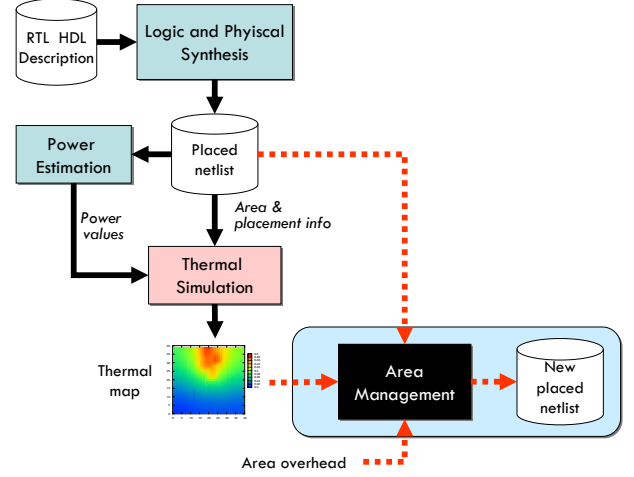 RTL HDL
Description
Logic and Phyiscal
Synthesis
Power
Estimation
Placed
netlist
Power
values
Area &
placement info
Thermal
Simulation
Thermal
map
Area
Management
New
placed
netlist
Area overhead